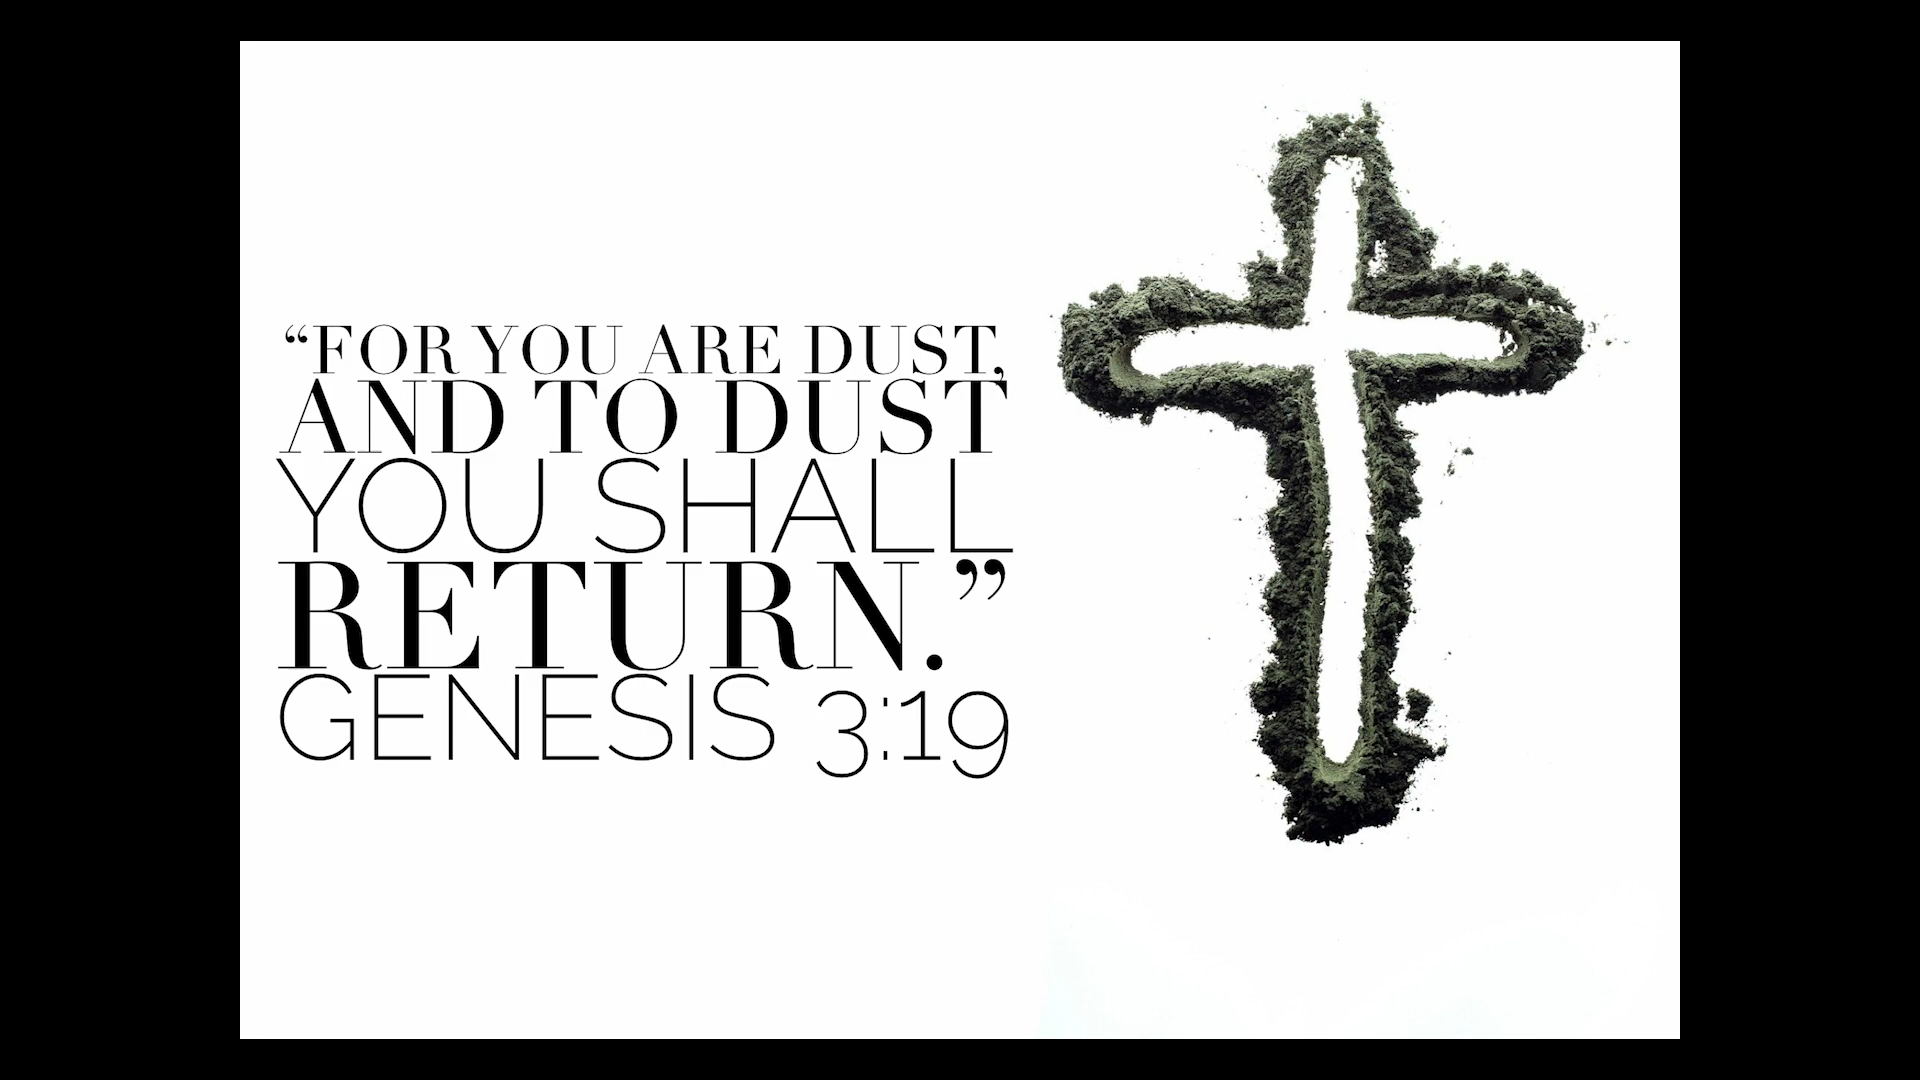 “FOR YOU ARE DUST,
AND TO DUST
YOU SHALL
RETURN.”
GENESIS 3:19